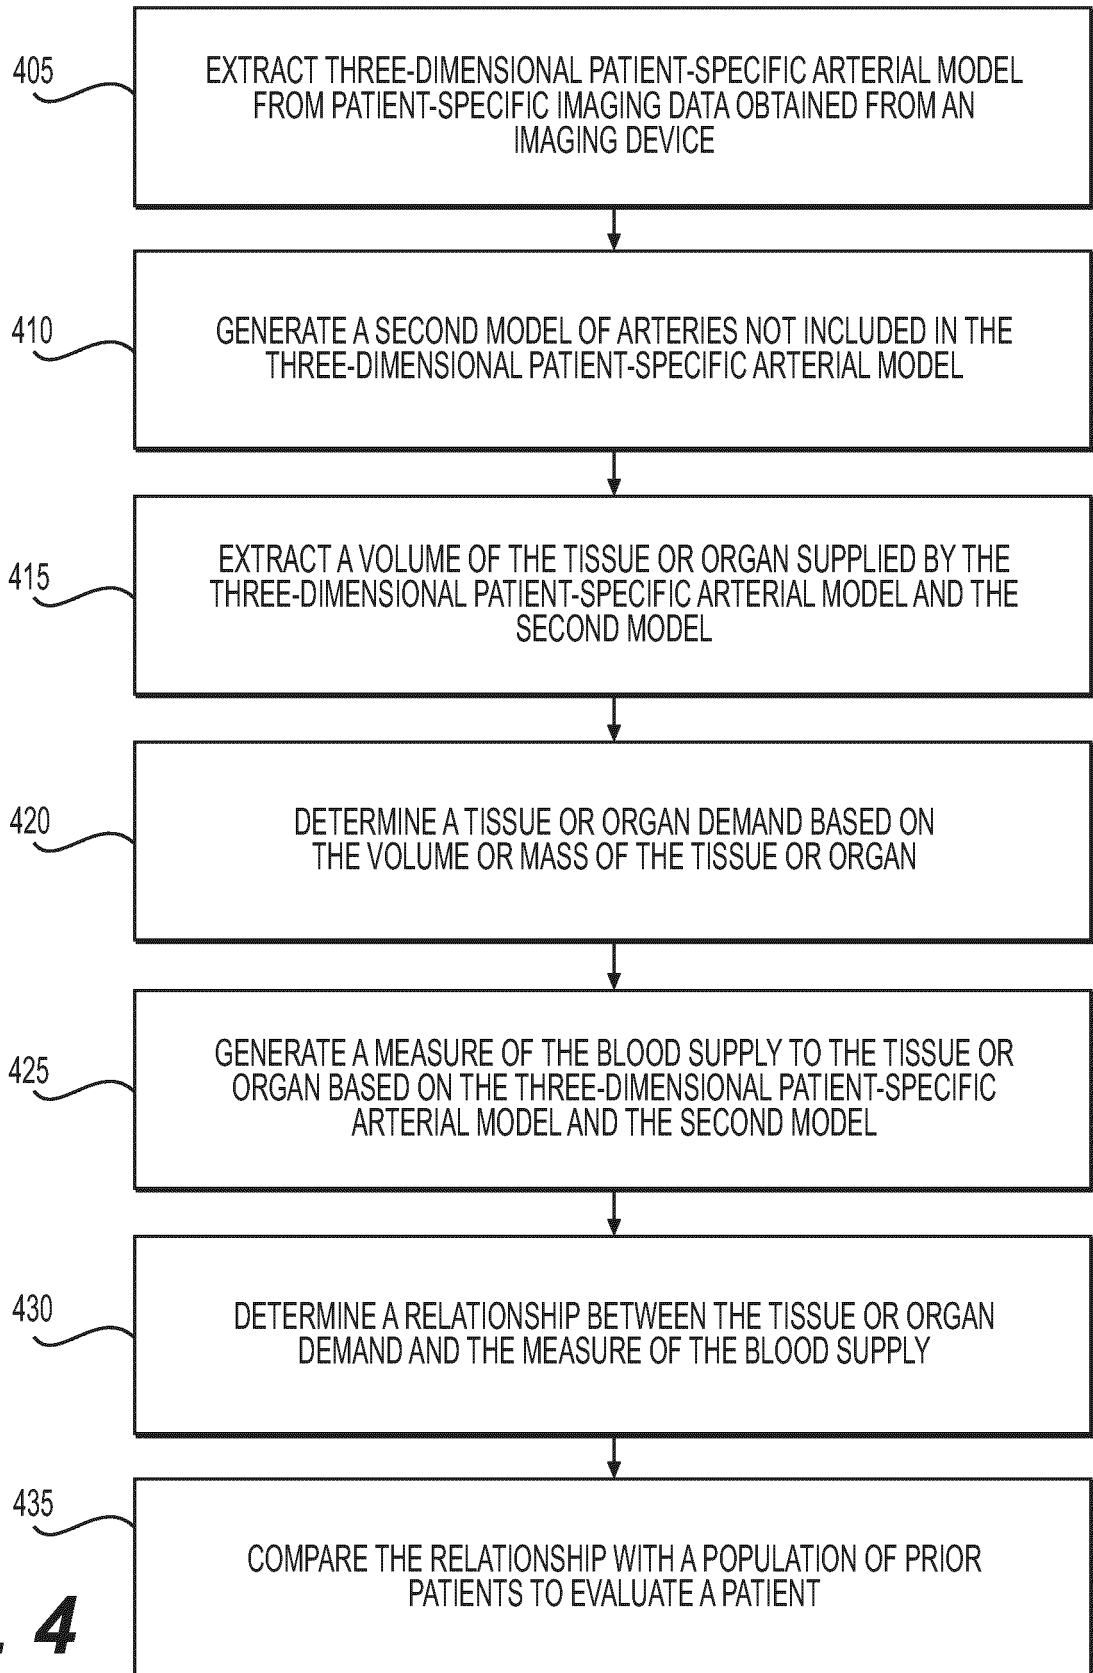 405
EXTRACT THREE-DIMENSIONAL PATIENT-SPECIFIC ARTERIAL MODEL
FROM PATIENT-SPECIFIC IMAGING DATA OBTAINED FROM AN
IMAGING DEVICE
410
GENERATE A SECOND MODEL OF ARTERIES NOT INCLUDED IN THE
THREE-DIMENSIONAL PATIENT-SPECIFIC ARTERIAL MODEL
415
EXTRACT A VOLUME OF THE TISSUE OR ORGAN SUPPLIED BY THE
THREE-DIMENSIONAL PATIENT-SPECIFIC ARTERIAL MODEL AND THE
SECOND MODEL
420
DETERMINE A TISSUE OR ORGAN DEMAND BASED ON
THE VOLUME OR MASS OF THE TISSUE OR ORGAN
425
GENERATE A MEASURE OF THE BLOOD SUPPLY TO THE TISSUE OR
ORGAN BASED ON THE THREE-DIMENSIONAL PATIENT-SPECIFIC
ARTERIAL MODEL AND THE SECOND MODEL
430
DETERMINE A RELATIONSHIP BETWEEN THE TISSUE OR ORGAN
DEMAND AND THE MEASURE OF THE BLOOD SUPPLY
435
COMPARE THE RELATIONSHIP WITH A POPULATION OF PRIOR
PATIENTS TO EVALUATE A PATIENT
. 4